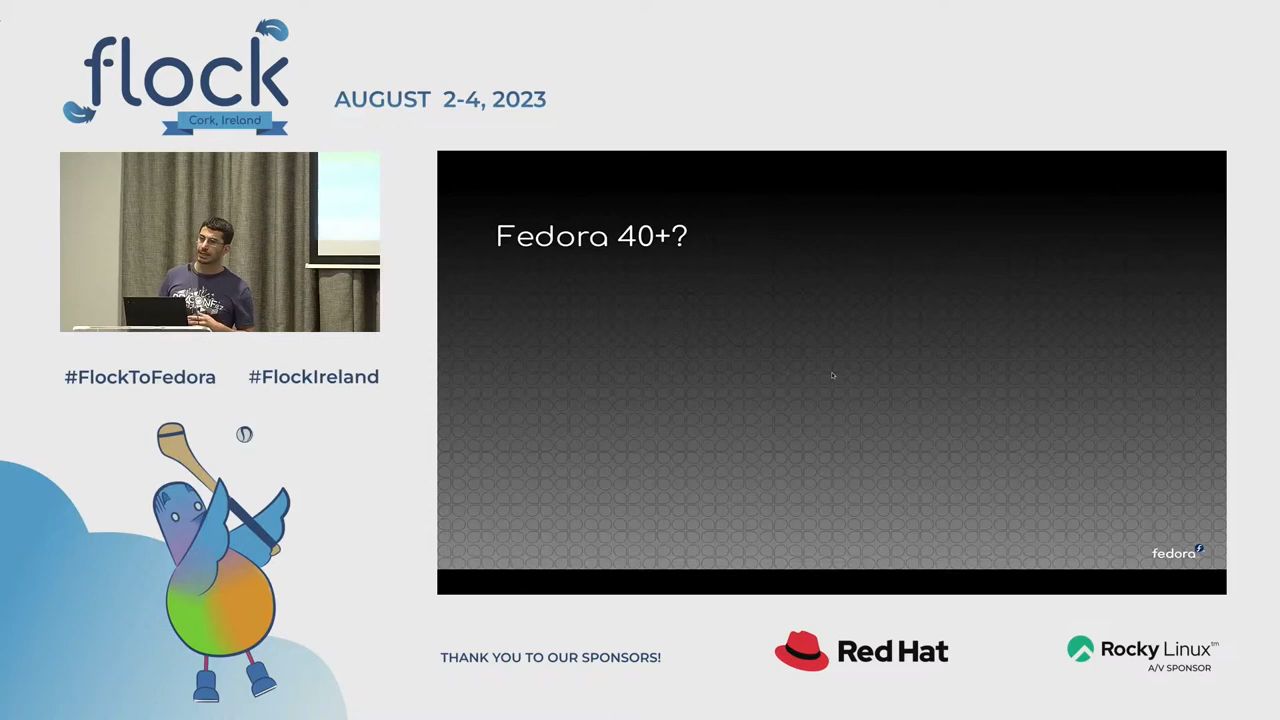 flock
Cork, Ireland
AUGUST 2-4, 2023
Fedora 40+?
#FlockToFedora #FlockIreland
fedora
THANK YOU TO OUR SPONSORS!
Red Hat
Rocky Linux™
A/V SPONSOR